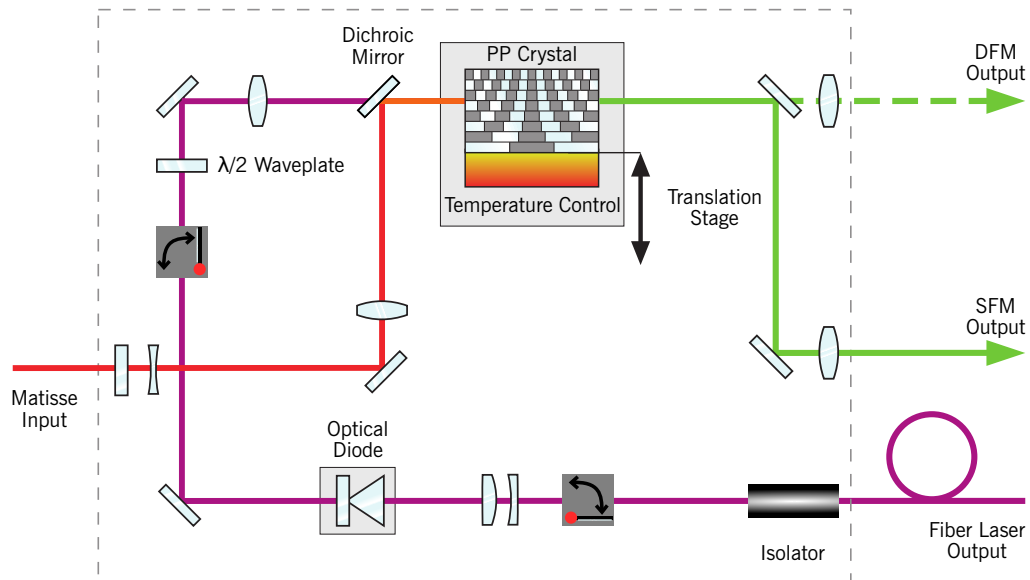 Dichroic
Mirror
PP Crystal
DFM
Output
λ/2 Waveplate
Temperature Control
Translation
Stage
SFM
Output
Matisse
Input
Optical
Diode
Isolator
Fiber Laser
Output